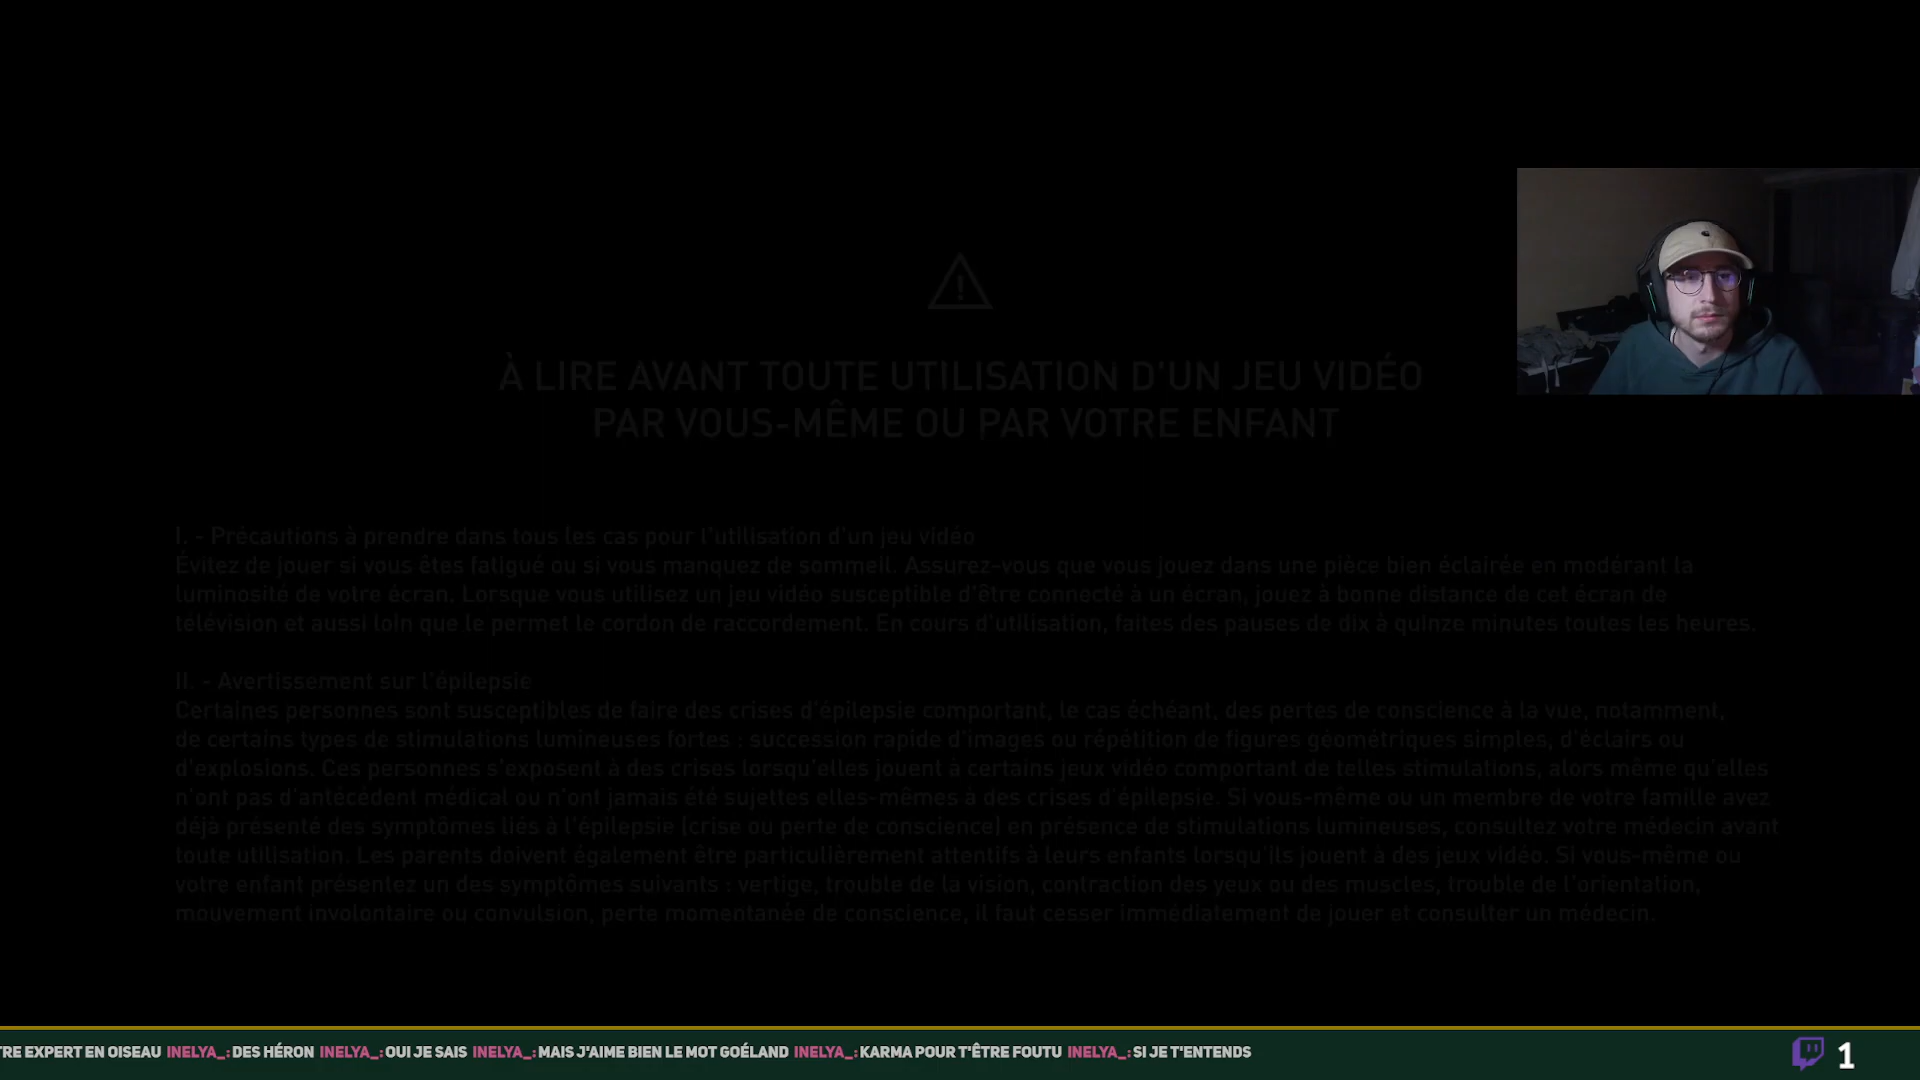 À LIRE AVANT TOUTE UTILISATION D'UN JEU VIDÉO
PAR VOUS-MÊME OU PAR VOTRE ENFANT
I. - Précautions à prendre dans tous les cas pour l'utilisation d'un jeu vidéo
Évitez de jouer si vous êtes fatigué ou si vous manquez de sommeil. Assurez-vous que vous jouez dans une pièce bien éclairée en modérant la
luminosité de votre écran. Lorsque vous utilisez un jeu vidéo susceptible d'être connecté à un écran, jouez à bonne distance de cet écran de
télévision et aussi loin que le permet le cordon de raccordement. En cours d'utilisation, faites des pauses de dix à quinze minutes toutes les heures.
II. - Avertissement sur l'épilepsie
Certaines personnes sont susceptibles de faire des crises d'épilepsie comportant, le cas échéant, des pertes de conscience à la vue, notamment,
de certains types de stimulations lumineuses fortes : succession rapide d'images ou répétition de figures géométriques simples, d'éclairs ou
d'explosions. Ces personnes s'exposent à des crises lorsqu'elles jouent à certains jeux vidéo comportant de telles stimulations, alors même qu'elles
n'ont pas d'antécédent médical ou n'ont jamais été sujettes elles-mêmes à des crises d'épilepsie. Si vous-même ou un membre de votre famille avez
déjà présenté des symptômes liés à l'épilepsie (crise ou perte de conscience) en présence de stimulations lumineuses, consultez votre médecin avant
toute utilisation. Les parents doivent également être particulièrement attentifs à leurs enfants lorsqu'ils jouent à des jeux vidéo. Si vous-même ou
votre enfant présentez un des symptômes suivants : vertige, trouble de la vision, contraction des yeux ou des muscles, trouble de l'orientation,
mouvement involontaire ou convulsion, perte momentanée de conscience, il faut cesser immédiatement de jouer et consulter un médecin.
TRE EXPERT EN OISEAU INELYA_: DES HÉRON INELYA_: OUI JE SAIS INELYA_: MAIS J'AIME BIEN LE MOT GOÉLAND INELYA_: KARMA POUR T'ÊTRE FOUTU INELYA_: SI JE T'ENTENDS 1